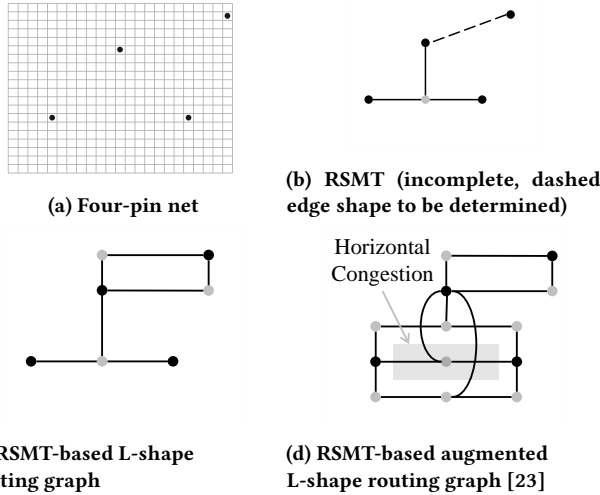 (a) Four-pin net
(b) RSMT (incomplete, dashed
edge shape to be determined)
Horizontal
Congestion
RSMT-based L-shape
ting graph
(d) RSMT-based augmented
L-shape routing graph [23]